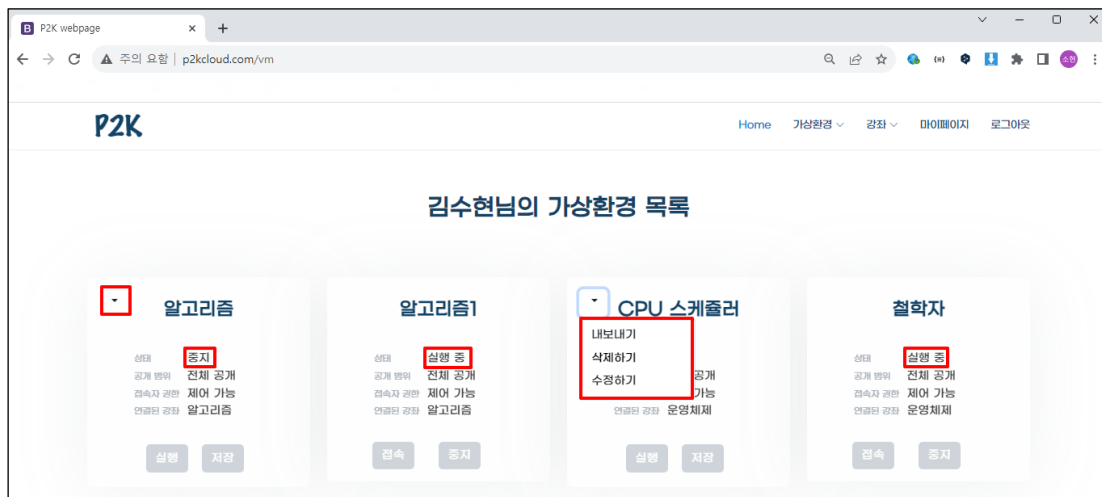 P2K webpage
주의 요함 | p2kcloud.com/vm
소현
P2K
Home 가상환경 강좌 마이페이지 로그아웃
김수현님의 가상환경 목록
알고리즘
상태 중지
공개 범위 전체 공개
접속자 권한 제어 가능
연결된 강좌 알고리즘
실행 저장
알고리즘1
상태 실행 중
공개 범위 전체 공개
접속자 권한 제어 가능
연결된 강좌 알고리즘
접속 중지
CPU 스케줄러
내보내기
삭제하기
수정하기
공개
가능
연결된 강좌 운영체제
실행 저장
철학자
상태 실행 중
공개 범위 전체 공개
접속자 권한 제어 가능
연결된 강좌 운영체제
접속 중지